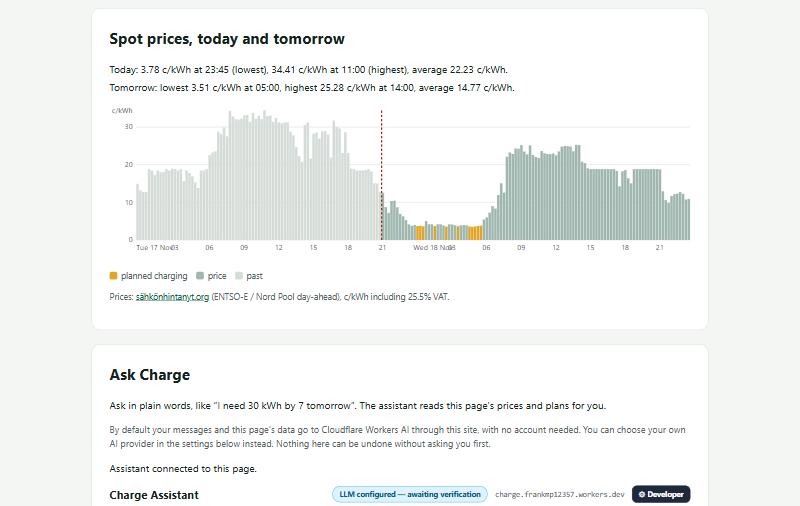 Spot prices, today and tomorrow
Today: 3.78 c/kWh at 23:45 (lowest), 34.41 c/kWh at 11:00 (highest), average 22.23 c/kWh.
Tomorrow: lowest 3.51 c/kWh at 05:00, highest 25.28 c/kWh at 14:00, average 14.77 c/kWh.
c/kWh
30
20
10
0
Tue 17 Nov 03 06 09 12 15 18 21 Wed 18 Nov 03 06 09 12 15 18 21
planned charging price past
Prices: sähkönhintanyt.org (ENTSO-E / Nord Pool day-ahead), c/kWh including 25.5% VAT.
Ask Charge
Ask in plain words, like “I need 30 kWh by 7 tomorrow”. The assistant reads this page’s prices and plans for you.
By default your messages and this page’s data go to Cloudflare Workers AI through this site, with no account needed. You can choose your own
AI provider in the settings below instead. Nothing here can be undone without asking you first.
Assistant connected to this page.
Charge Assistant LLM configured — awaiting verification charge.frankmp12357.workers.dev Developer